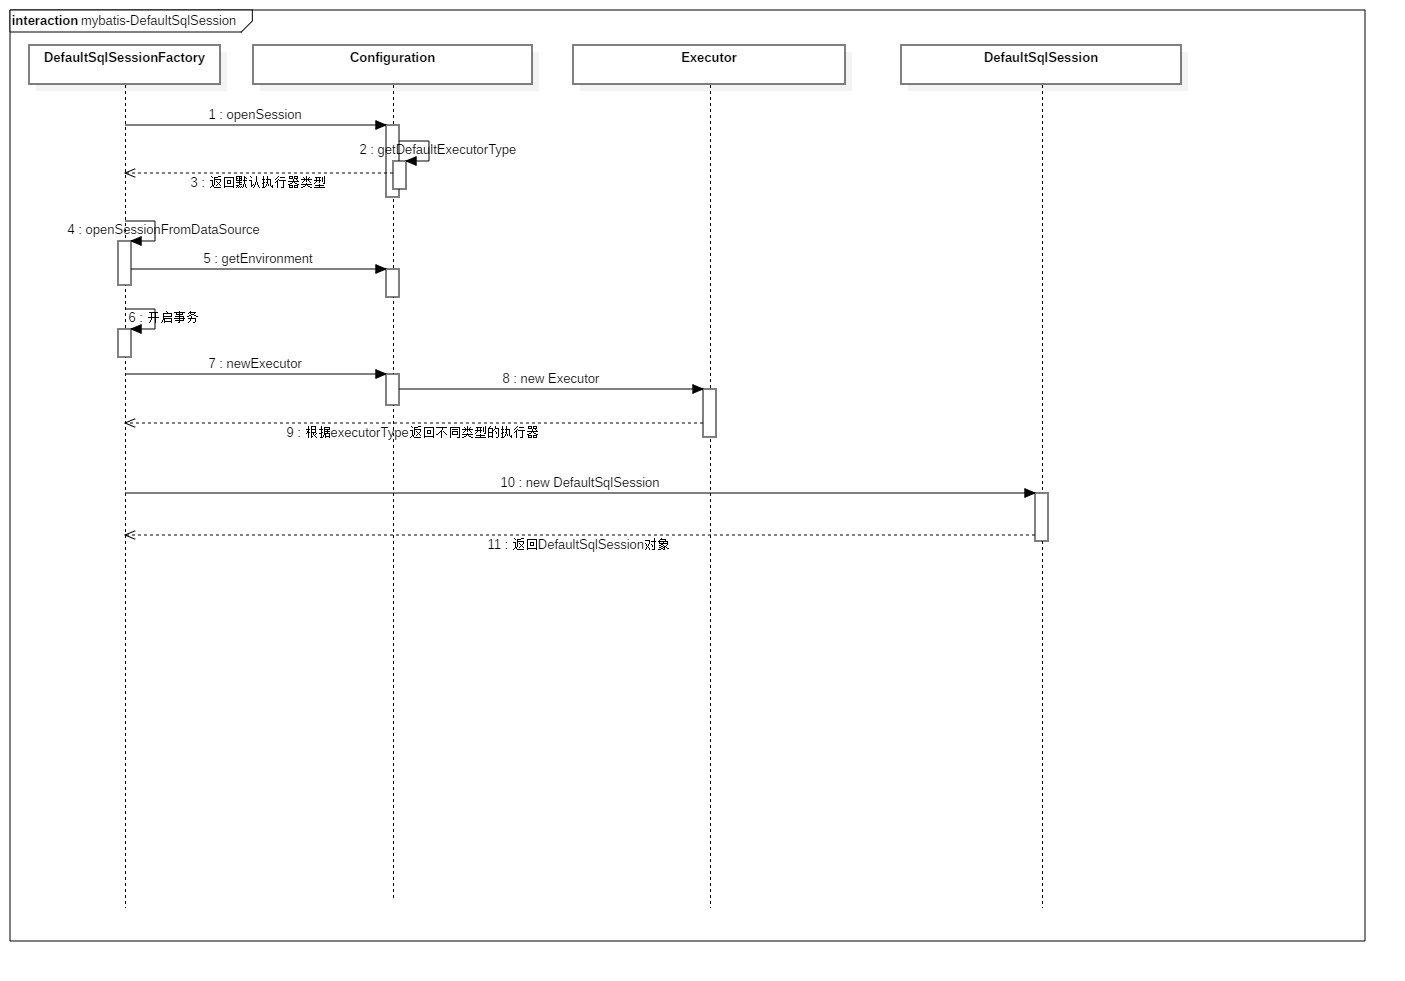 interaction mybatis-DefaultSqlSession
DefaultSqlSessionFactory
Configuration
Executor
DefaultSqlSession
1 : openSession
2 : getDefaultExecutorType
3 : 返回默认执行器类型
4 : openSessionFromDataSource
5 : getEnvironment
6 : 开启事务
7 : newExecutor
8 : new Executor
9 : 根据executorType返回不同类型的执行器
10 : new DefaultSqlSession
11 : 返回DefaultSqlSession对象